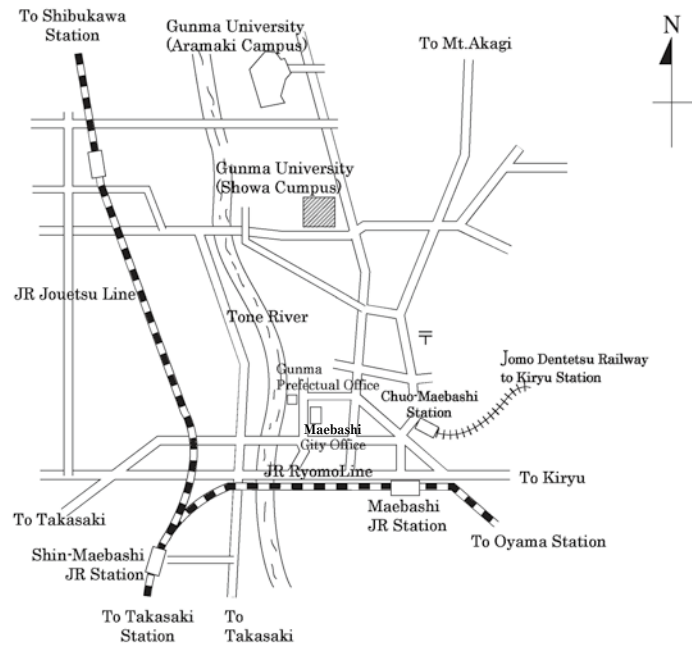 To Shibukawa
Station
Gunma University
(Aramaki Campus)
To Mt.Akagi
N
Gunma University
(Showa Campus)
JR Jouetsu Line
Tone River
〒
Gunma
Prefectual Office
Jomo Dentetsu Railway
to Kiryu Station
Chuo-Maebashi
Station
Maebashi
City Office
JR RyomoLine
To Kiryu
To Takasaki
Maebashi
JR Station
To Oyama Station
Shin-Maebashi
JR Station
To Takasaki
Station
To
Takasaki